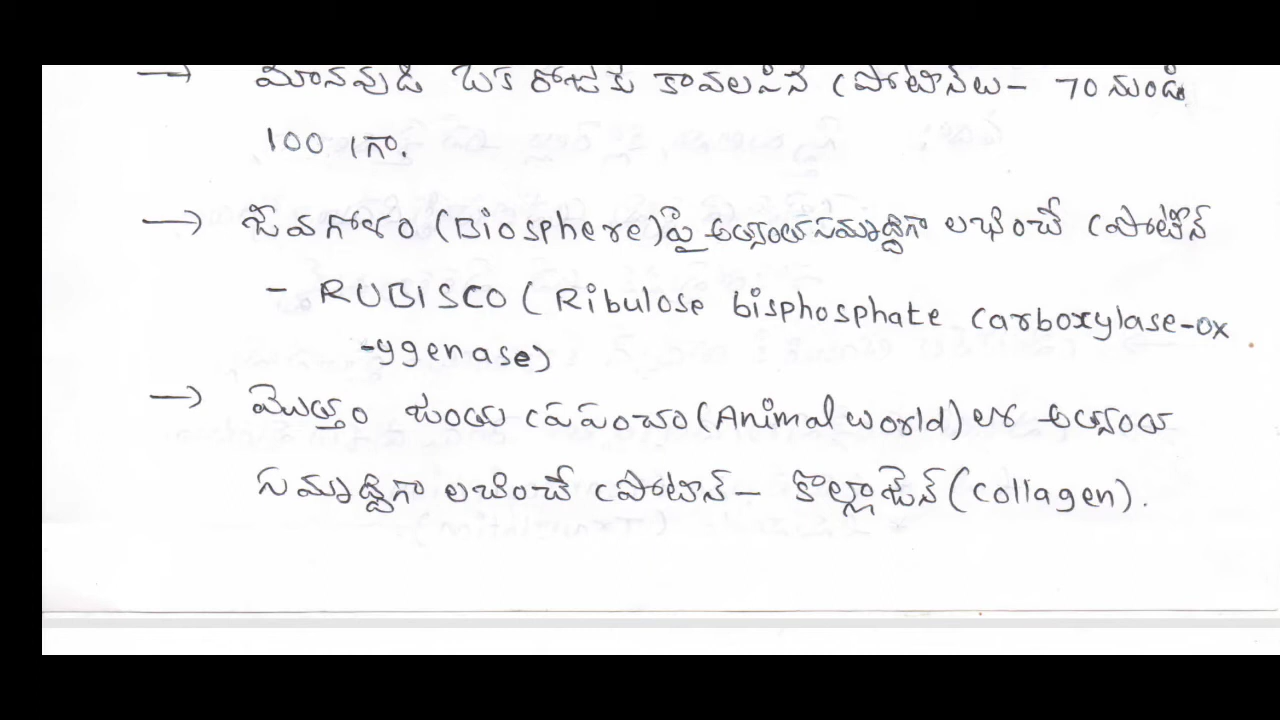 → మానవుడి ఒక రోజుకు కావలసిన ప్రోటీన్‌లు - 70 నుండి
100 గ్రా.
→ జీవగోళం (Biosphere) పై అత్యంత సమృద్ధిగా లభించే ప్రోటీన్
- RUBISCO (Ribulose bisphosphate carboxylase-ox
-ygenase)
→ మొత్తం జంతు ప్రపంచం (Animal world) లో అత్యంత
సమృద్ధిగా లభించే ప్రోటీన్ - కొల్లాజెన్ (collagen).